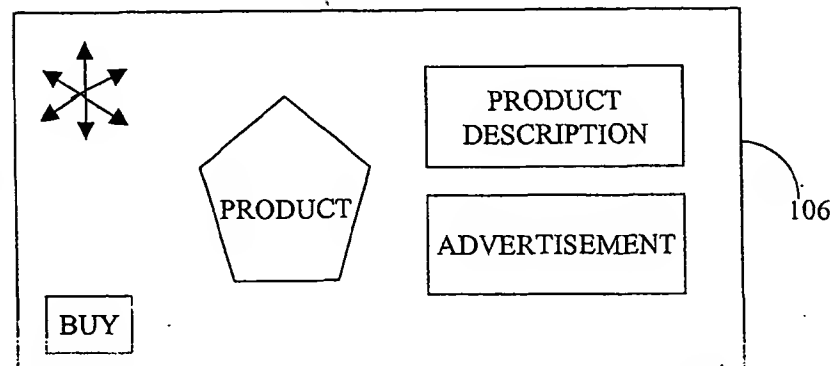 PRODUCT
DESCRIPTION
PRODUCT
106
ADVERTISEMENT
BUY